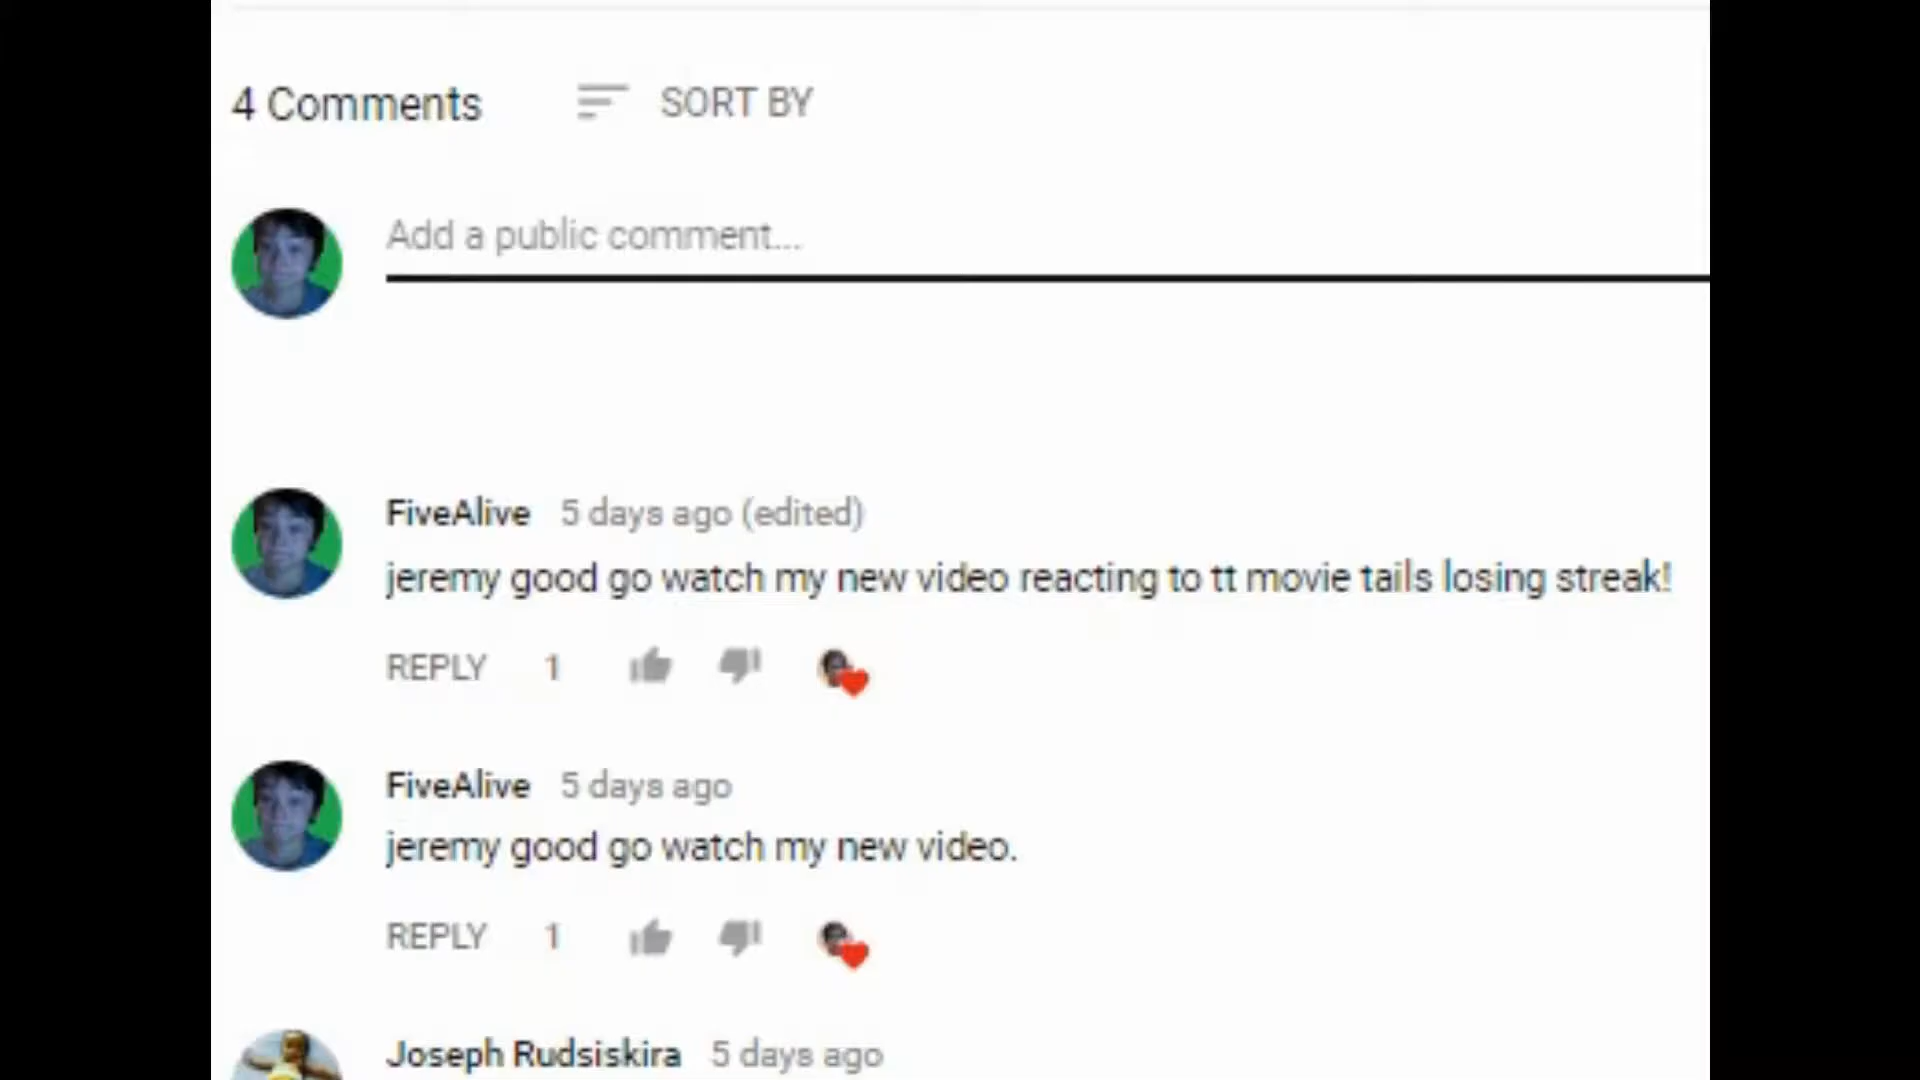 4 Comments SORT BY
Add a public comment...
FiveAlive 5 days ago (edited)
jeremy good go watch my new video reacting to tt movie tails losing streak!
REPLY 1
FiveAlive 5 days ago
jeremy good go watch my new video.
REPLY 1
Joseph Rudsiskira 5 days ago